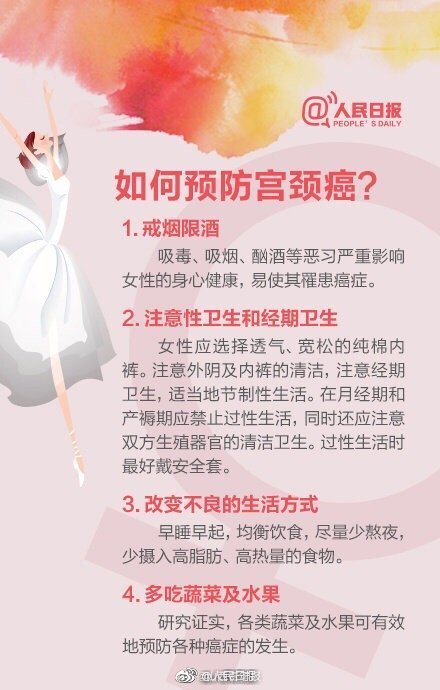 @人民日报
PEOPLE'S DAILY
如何预防宫颈癌？
1. 戒烟限酒
吸毒、吸烟、酗酒等恶习严重影响
女性的身心健康，易使其罹患癌症。
2. 注意性卫生和经期卫生
女性应选择透气、宽松的纯棉内
裤。注意外阴及内裤的清洁，注意经期
卫生，适当地节制性生活。在月经期和
产褥期应禁止过性生活，同时还应注意
双方生殖器官的清洁卫生。过性生活时
最好戴安全套。
3. 改变不良的生活方式
早睡早起，均衡饮食，尽量少熬夜，
少摄入高脂肪、高热量的食物。
4. 多吃蔬菜及水果
研究证实，各类蔬菜及水果可有效
地预防各种癌症的发生。
@人民日报